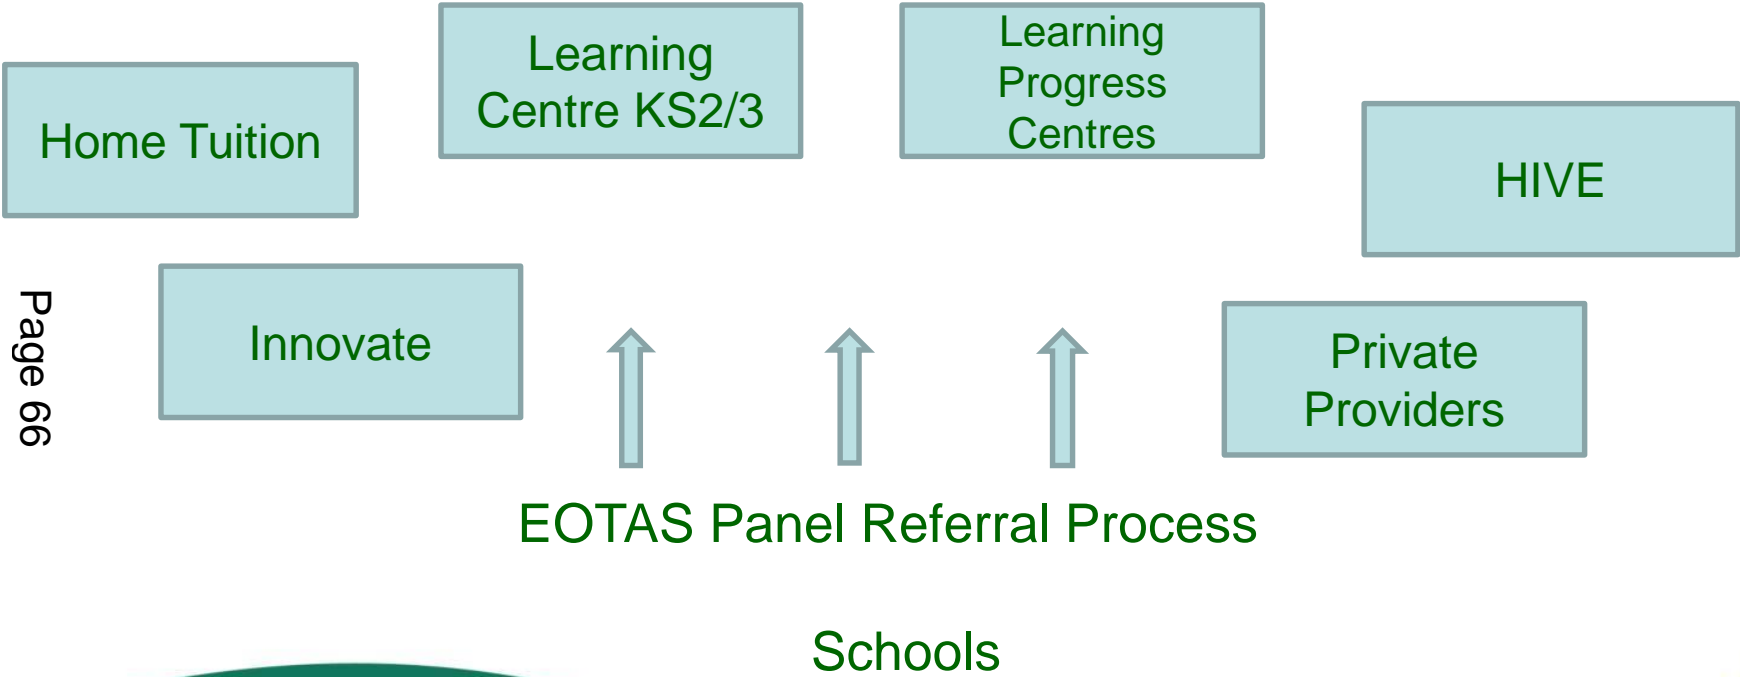 Learning
Centre KS2/3
Learning
Progress
Centres
Home Tuition
HIVE
Innovate
Private
Providers
EOTAS Panel Referral Process
Schools
Page 66